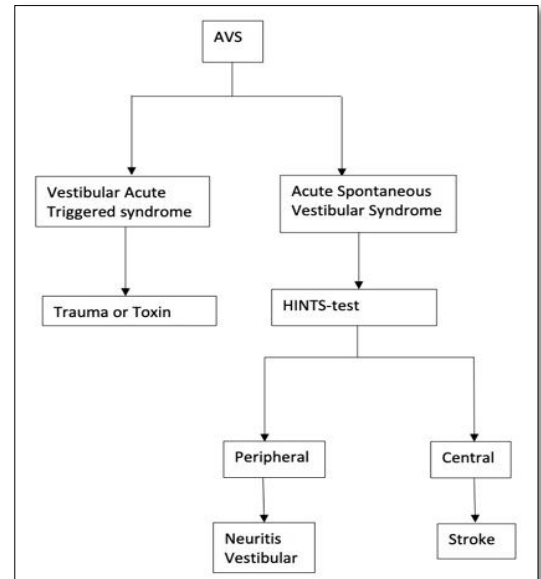 AVS
Vestibular Acute
Triggered syndrome
Acute Spontaneous
Vestibular Syndrome
Trauma or Toxin
HINTS-test
Peripheral
Central
Neuritis
Vestibular
Stroke